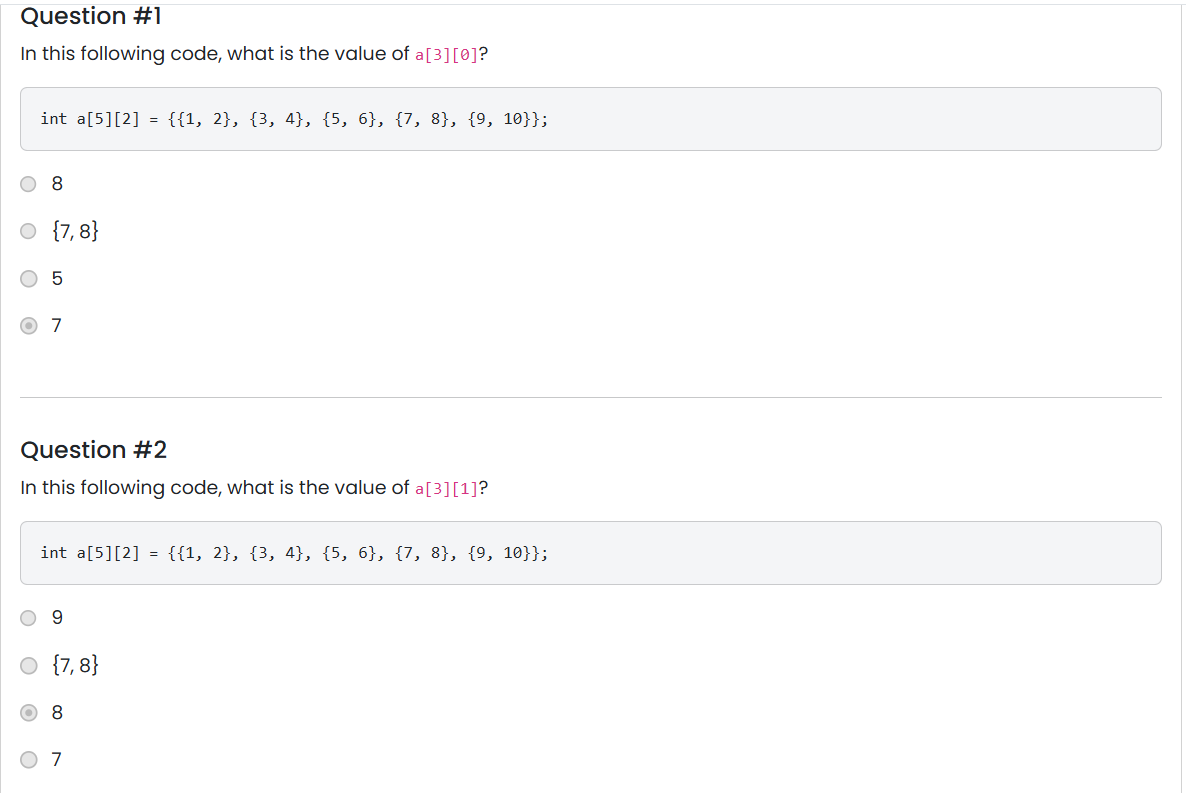 Question #1
In this following code, what is the value of a[3][0]?
int a[5][2] = {{1, 2}, {3, 4}, {5, 6}, {7, 8}, {9, 10}};
8
{7, 8}
5
7
Question #2
In this following code, what is the value of a[3][1]?
int a[5][2] = {{1, 2}, {3, 4}, {5, 6}, {7, 8}, {9, 10}};
9
{7, 8}
8
7